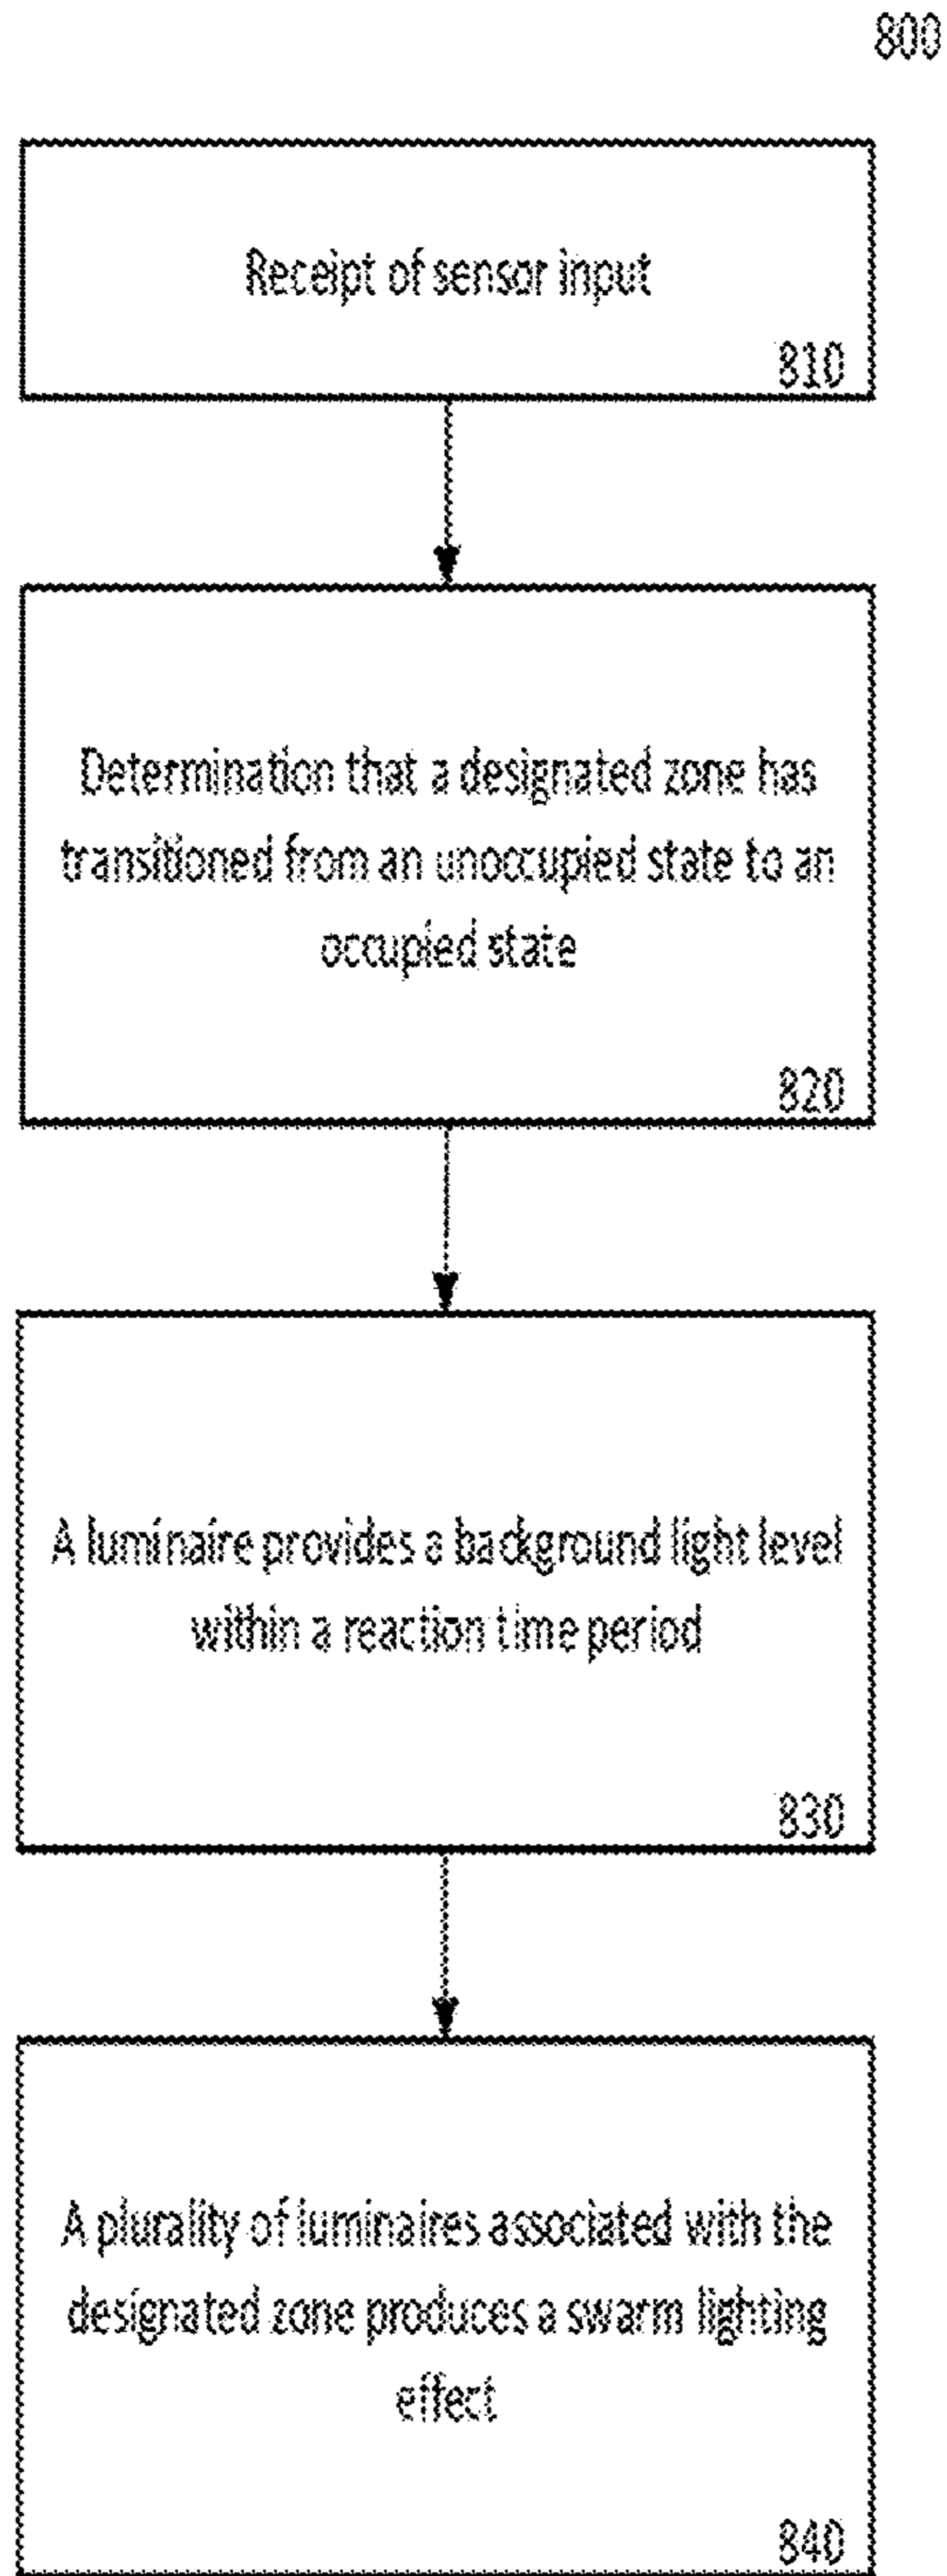 800
Receipt of sensor input
810
Determination that a designated zone has
transitioned from an unoccupied state to an
occupied state
820
A luminaire provides a background light level
within a reaction time period
830
A plurality of luminaires associated with the
designated zone produces a swarm lighting
effect
840